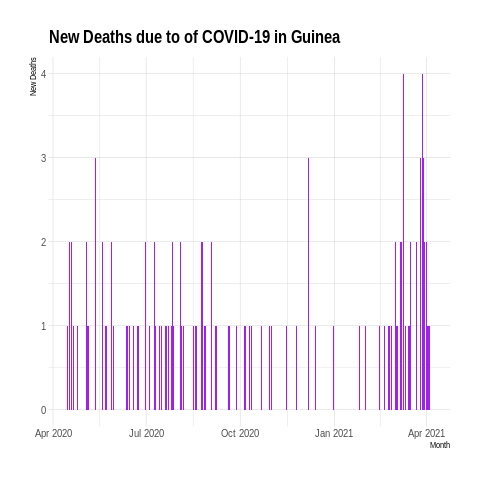 New Deaths due to of COVID-19 in Guinea
New Deaths
4
3
2
1
0
Apr 2020 Jul 2020 Oct 2020 Jan 2021 Apr 2021
Month